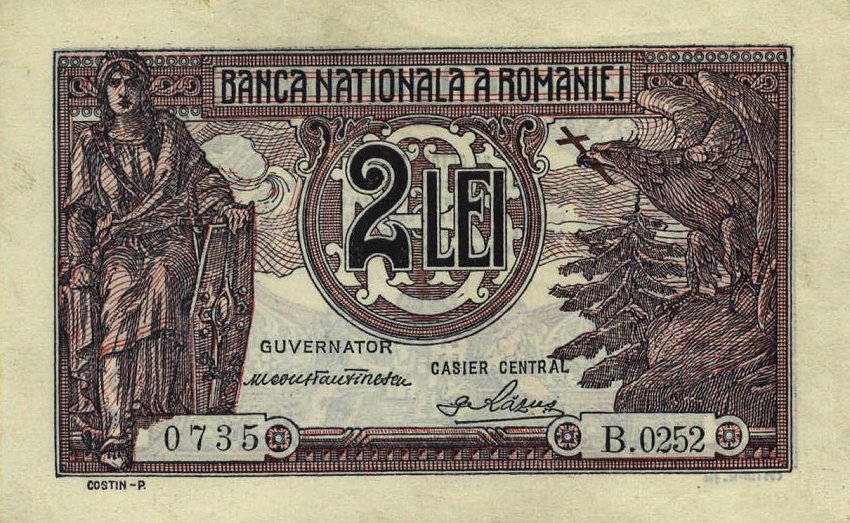 BANCA NATIONALA A ROMANIEI
2 LEI
GUVERNATOR
CASIER CENTRAL
0735
B.0252
COSTIN-P.